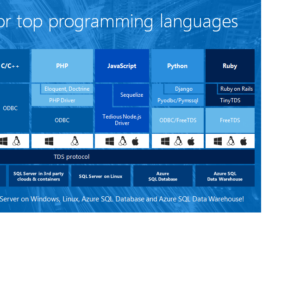 or top programming languages
C/C++ PHP JavaScript Python Ruby
Eloquent, Doctrine Django Ruby on Rails
Sequelize
PHP Driver Pyodbc/Pymssql TinyTDS
ODBC
ODBC Tedious Node.js Driver ODBC/FreeTDS FreeTDS
TDS protocol
SQL Server in 3rd party clouds & containers SQL Server on Linux Azure SQL Database Azure SQL Data Warehouse
Server on Windows, Linux, Azure SQL Database and Azure SQL Data Warehouse!